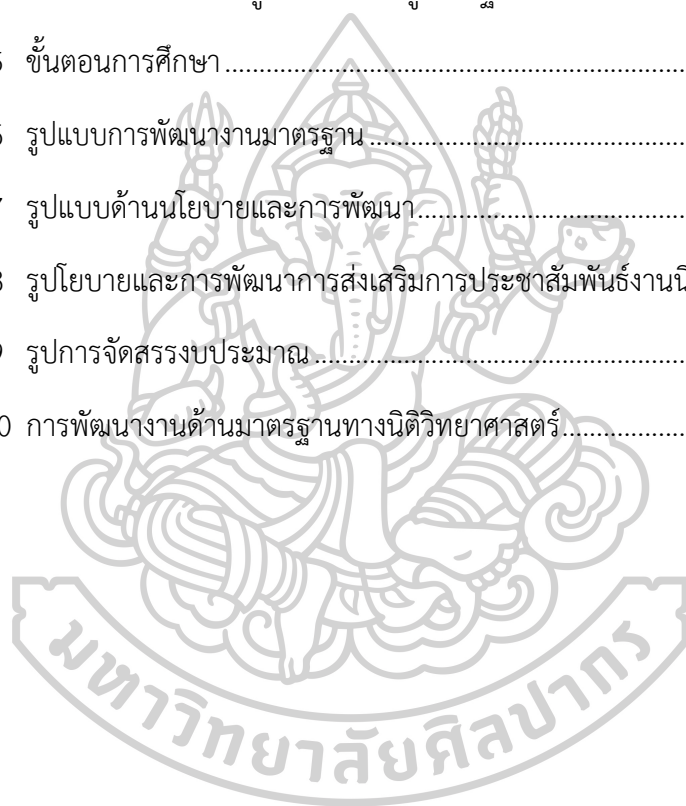 ขั้นตอนการศึกษา
รูปแบบการพัฒนางานมาตรฐาน
รูปแบบด้านนโยบายและการพัฒนา
รูปโยบายและการพัฒนาการส่งเสริมการประชาสัมพันธ์งานนิ
รูปการจัดสรรงบประมาณ
0 การพัฒนางานด้านมาตรฐานทางนิติวิทยาศาสตร์
มหาวิทยาลัยศิลปากร